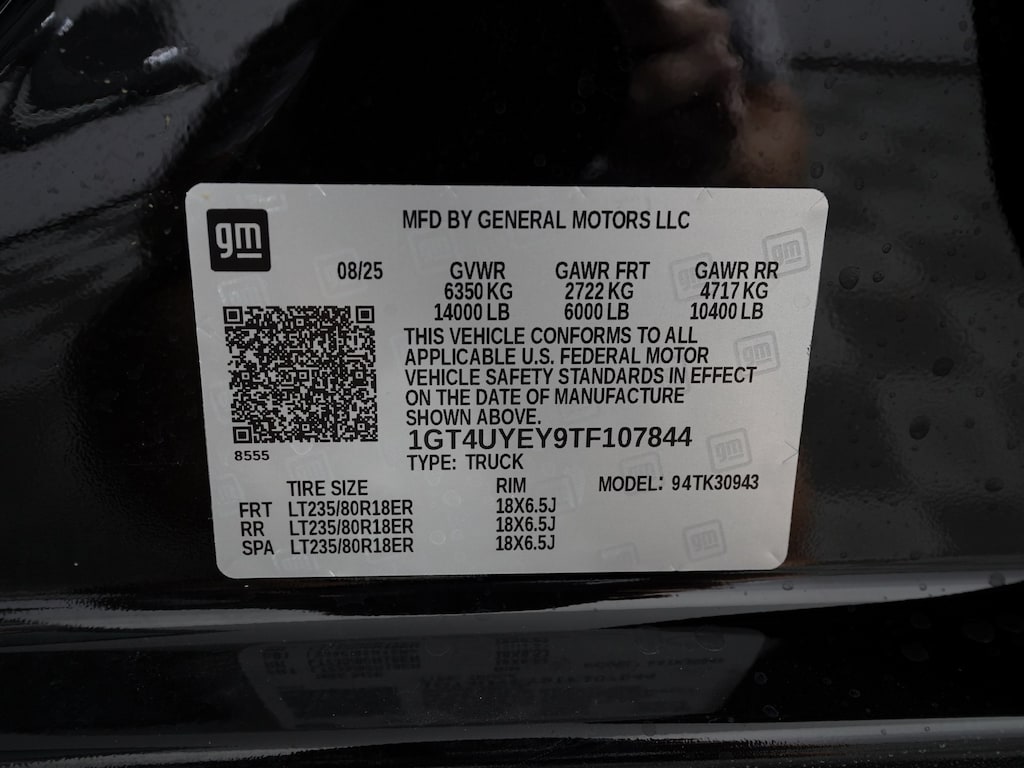 gm
MFD BY GENERAL MOTORS LLC
08/25 GVWR GAWR FRT GAWR RR
6350 KG 2722 KG 4717 KG
14000 LB 6000 LB 10400 LB
THIS VEHICLE CONFORMS TO ALL
APPLICABLE U.S. FEDERAL MOTOR
VEHICLE SAFETY STANDARDS IN EFFECT
ON THE DATE OF MANUFACTURE
SHOWN ABOVE.
1GT4UYEY9TF107844
8555
TYPE: TRUCK
TIRE SIZE RIM MODEL: 94TK30943
FRT LT235/80R18ER 18X6.5J
RR LT235/80R18ER 18X6.5J
SPA LT235/80R18ER 18X6.5J